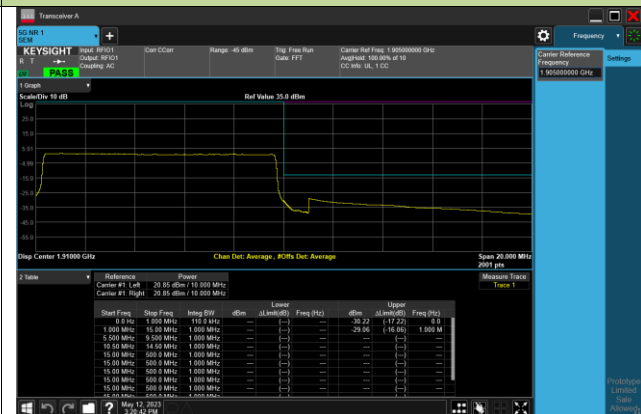 Transceiver A
5G NR 1
SEM
Frequency
KEYSIGHT
R T
PASS
Input: RFIO1
Output: RFIO1
Coupling: AC
Corr CCorr
Range: -45 dBm
Trig: Free Run
Gate: FFT
Carrier Ref Freq: 1.905000000 GHz
Avg|Hold: 100.00% of 10
CC Info: UL, 1 CC
Carrier Reference
Frequency
1.905000000 GHz
Settings
1 Graph
Scale/Div 10 dB
Ref Value 35.0 dBm
Log
25.0
15.0
5.01
-4.99
-15.0
-25.0
-35.0
-45.0
-55.0
Disp Center 1.91000 GHz
Chan Det: Average , #Offs Det: Average
Span 20.000 MHz
2001 pts
2 Table
Reference Power
Carrier #1: Left 20.85 dBm / 10.000 MHz
Carrier #1: Right 20.85 dBm / 10.000 MHz
Measure Trace
Trace 1
Lower Upper
Start Freq Stop Freq Integ BW dBm ΔLimit(dB) Freq (Hz) dBm ΔLimit(dB) Freq (Hz)
0.0 Hz 1.000 MHz 110.0 kHz --- (---) --- -30.22 (-17.22) 0.0
1.000 MHz 15.00 MHz 1.000 MHz --- (---) --- -29.06 (-16.06) 1.000 M
5.500 MHz 9.500 MHz 1.000 MHz --- (---) --- --- (---) ---
10.50 MHz 14.50 MHz 1.000 MHz --- (---) --- --- (---) ---
15.00 MHz 500.0 MHz 1.000 MHz --- (---) --- --- (---) ---
15.00 MHz 500.0 MHz 1.000 MHz --- (---) --- --- (---) ---
15.00 MHz 500.0 MHz 1.000 MHz --- (---) --- --- (---) ---
15.00 MHz 500.0 MHz 1.000 MHz --- (---) --- --- (---) ---
15.00 MHz 500.0 MHz 1.000 MHz --- (---) --- --- (---) ---
May 12, 2023
3:20:42 PM
Prototype
Limited
Sale